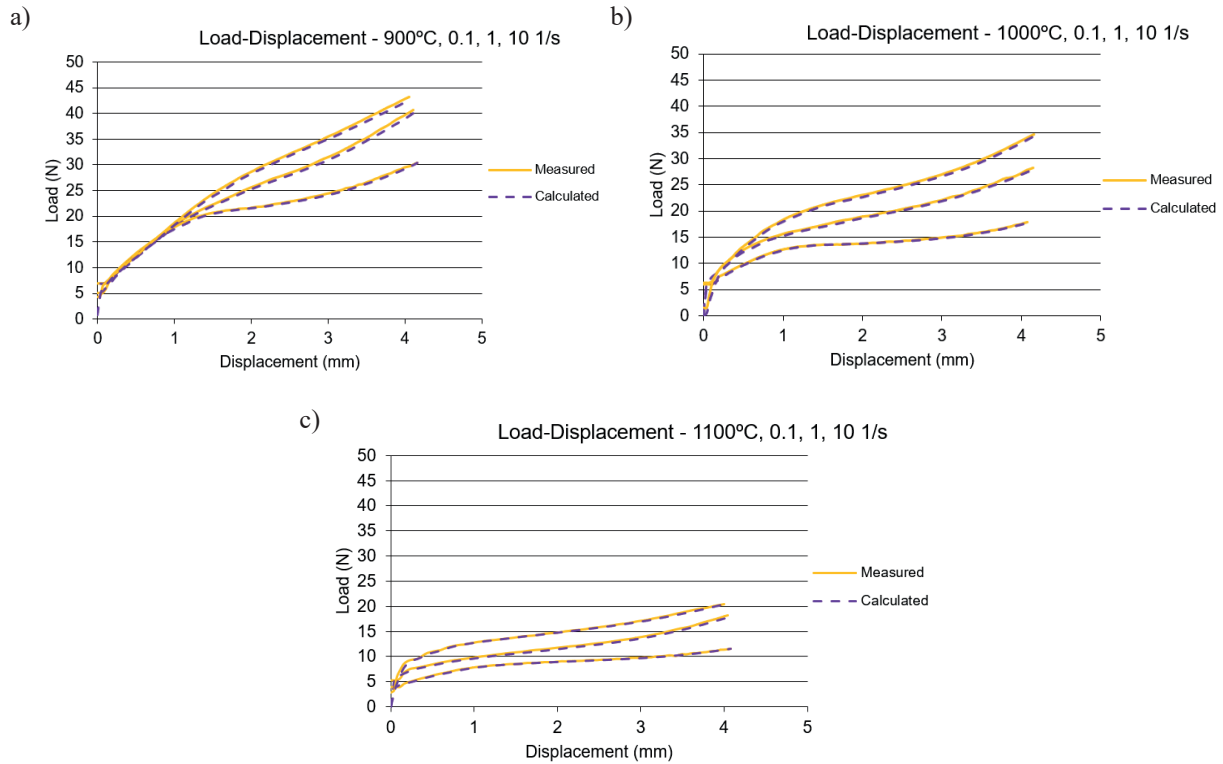 a)
Load-Displacement - 900ºC, 0.1, 1, 10 1/s
50
45
40
35
30
25
20
15
10
5
0
Load (N)
0 1 2 3 4 5
Displacement (mm)
Measured
Calculated
b)
Load-Displacement - 1000ºC, 0.1, 1, 10 1/s
50
45
40
35
30
25
20
15
10
5
0
Load (N)
0 1 2 3 4 5
Displacement (mm)
Measured
Calculated
c)
Load-Displacement - 1100ºC, 0.1, 1, 10 1/s
50
45
40
35
30
25
20
15
10
5
0
Load (N)
0 1 2 3 4 5
Displacement (mm)
Measured
Calculated